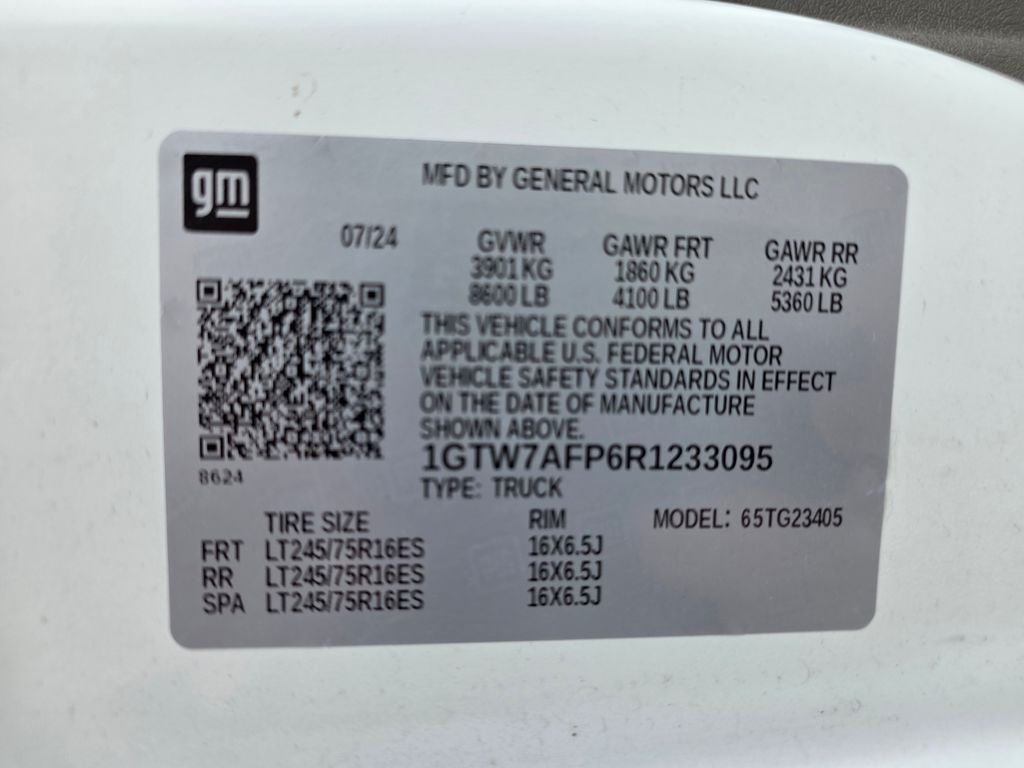 gm
MFD BY GENERAL MOTORS LLC
07/24
GVWR GAWR FRT GAWR RR
3901 KG 1860 KG 2431 KG
8600 LB 4100 LB 5360 LB
THIS VEHICLE CONFORMS TO ALL
APPLICABLE U.S. FEDERAL MOTOR
VEHICLE SAFETY STANDARDS IN EFFECT
ON THE DATE OF MANUFACTURE
SHOWN ABOVE.
1GTW7AFP6R1233095
8624
TYPE: TRUCK
TIRE SIZE RIM MODEL: 65TG23405
FRT LT245/75R16ES 16X6.5J
RR LT245/75R16ES 16X6.5J
SPA LT245/75R16ES 16X6.5J